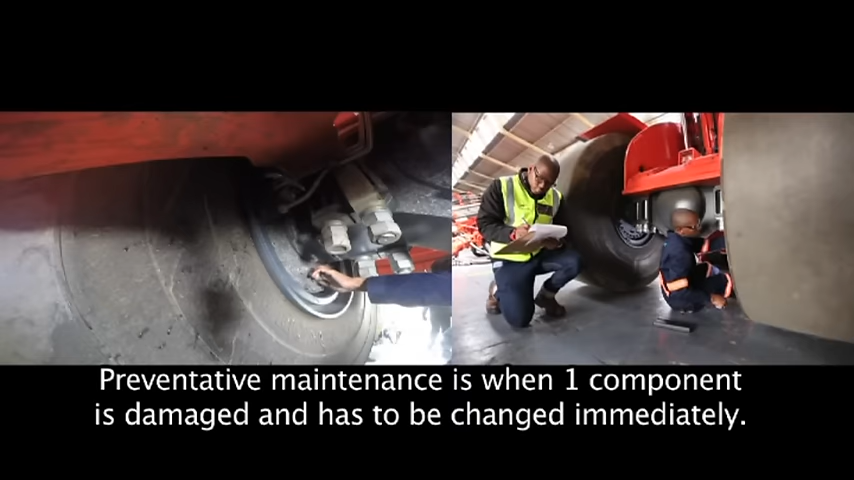 Preventative maintenance is when 1 component
is damaged and has to be changed immediately.